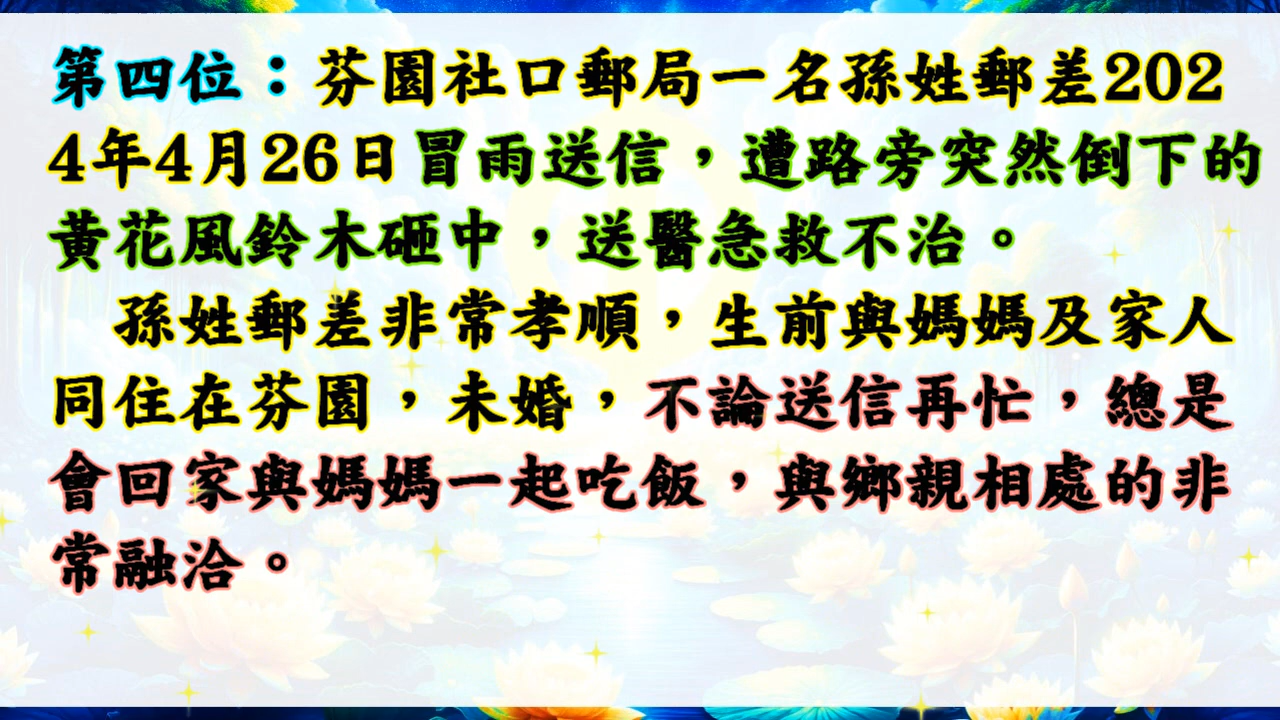 第四位：芬園社口郵局一名孫姓郵差202
4年4月26日冒雨送信，遭路旁突然倒下的
黃花風鈴木砸中，送醫急救不治。
　孫姓郵差非常孝順，生前與媽媽及家人
同住在芬園，未婚，不論送信再忙，總是
會回家與媽媽一起吃飯，與鄉親相處的非
常融洽。